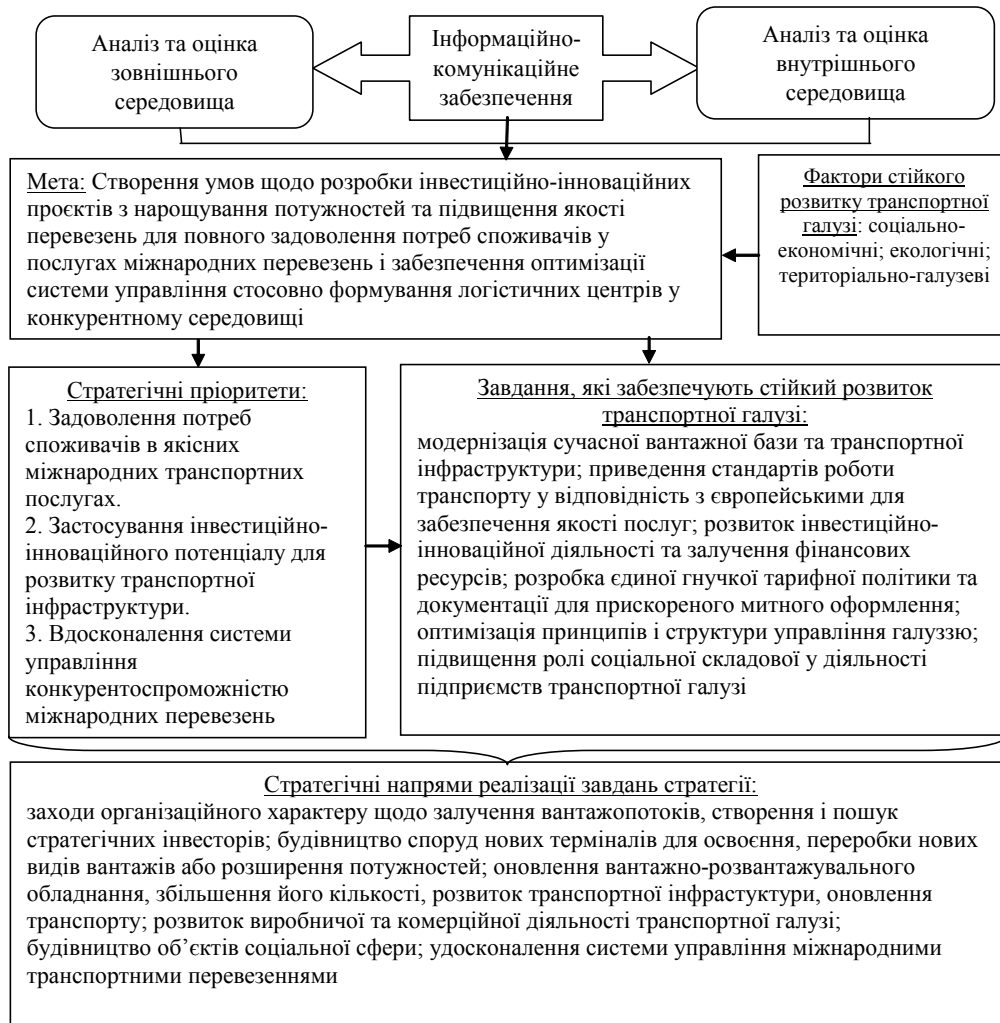 Аналіз та оцінка
зовнішнього
середовища
Інформаційно-
комунікаційне
забезпечення
Аналіз та оцінка
внутрішнього
середовища
Мета: Створення умов щодо розробки інвестиційно-інноваційних
проєктів з нарощування потужностей та підвищення якості
перевезень для повного задоволення потреб споживачів у
послугах міжнародних перевезень і забезпечення оптимізації
системи управління стосовно формування логістичних центрів у
конкурентному середовищі
Фактори стійкого
розвитку транспортної
галузі: соціально-
економічні; екологічні;
територіально-галузеві
Стратегічні пріоритети:
1. Задоволення потреб
споживачів в якісних
міжнародних транспортних
послугах.
2. Застосування інвестиційно-
інноваційного потенціалу для
розвитку транспортної
інфраструктури.
3. Вдосконалення системи
управління
конкурентоспроможністю
міжнародних перевезень
Завдання, які забезпечують стійкий розвиток
транспортної галузі:
модернізація сучасної вантажної бази та транспортної
інфраструктури; приведення стандартів роботи
транспорту у відповідність з європейськими для
забезпечення якості послуг; розвиток інвестиційно-
інноваційної діяльності та залучення фінансових
ресурсів; розробка єдиної гнучкої тарифної політики та
документації для прискореного митного оформлення;
оптимізація принципів і структури управління галуззю;
підвищення ролі соціальної складової у діяльності
підприємств транспортної галузі
Стратегічні напрями реалізації завдань стратегії:
заходи організаційного характеру щодо залучення вантажопотоків, створення і пошук
стратегічних інвесторів; будівництво споруд нових терміналів для освоєння, переробки нових
видів вантажів або розширення потужностей; оновлення вантажно-розвантажувального
обладнання, збільшення його кількості, розвиток транспортної інфрастуктури, оновлення
транспорту; розвиток виробничої та комерційної діяльності транспортної галузі;
будівництво об’єктів соціальної сфери; удосконалення системи управління міжнародними
транспортними перевезеннями